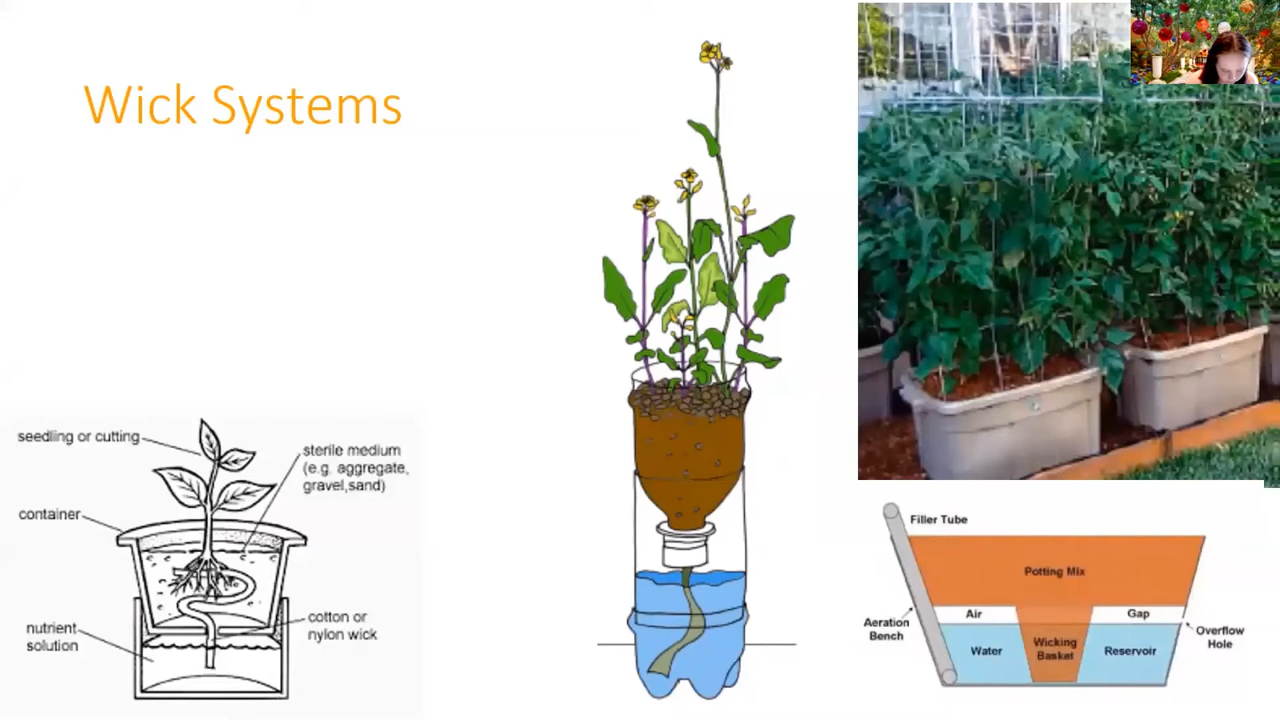 Wick Systems
seedling or cutting
sterile medium
(e.g. aggregate,
gravel,sand)
container
nutrient
solution
cotton or
nylon wick
Filler Tube
Potting Mix
Air
Gap
Aeration
Bench
Water
Wicking
Basket
Reservoir
Overflow
Hole